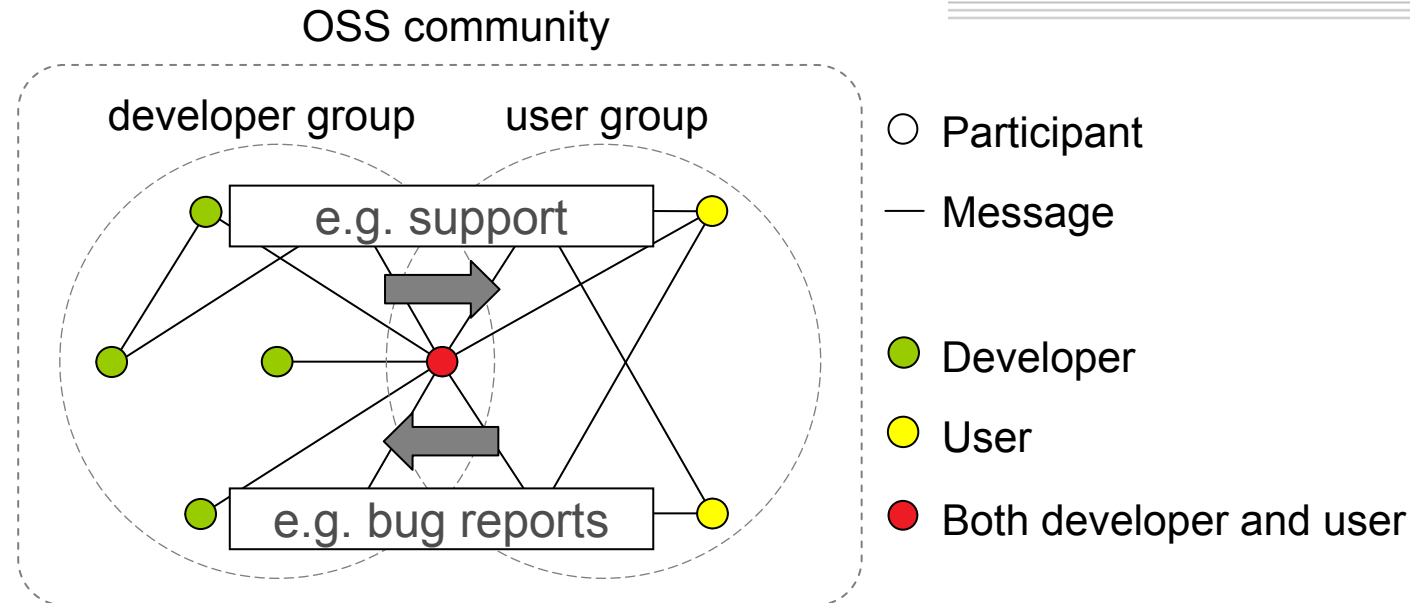 OSS community
developer group
user group
e.g. support
e.g. bug reports
Participant
Message
Developer
User
Both developer and user